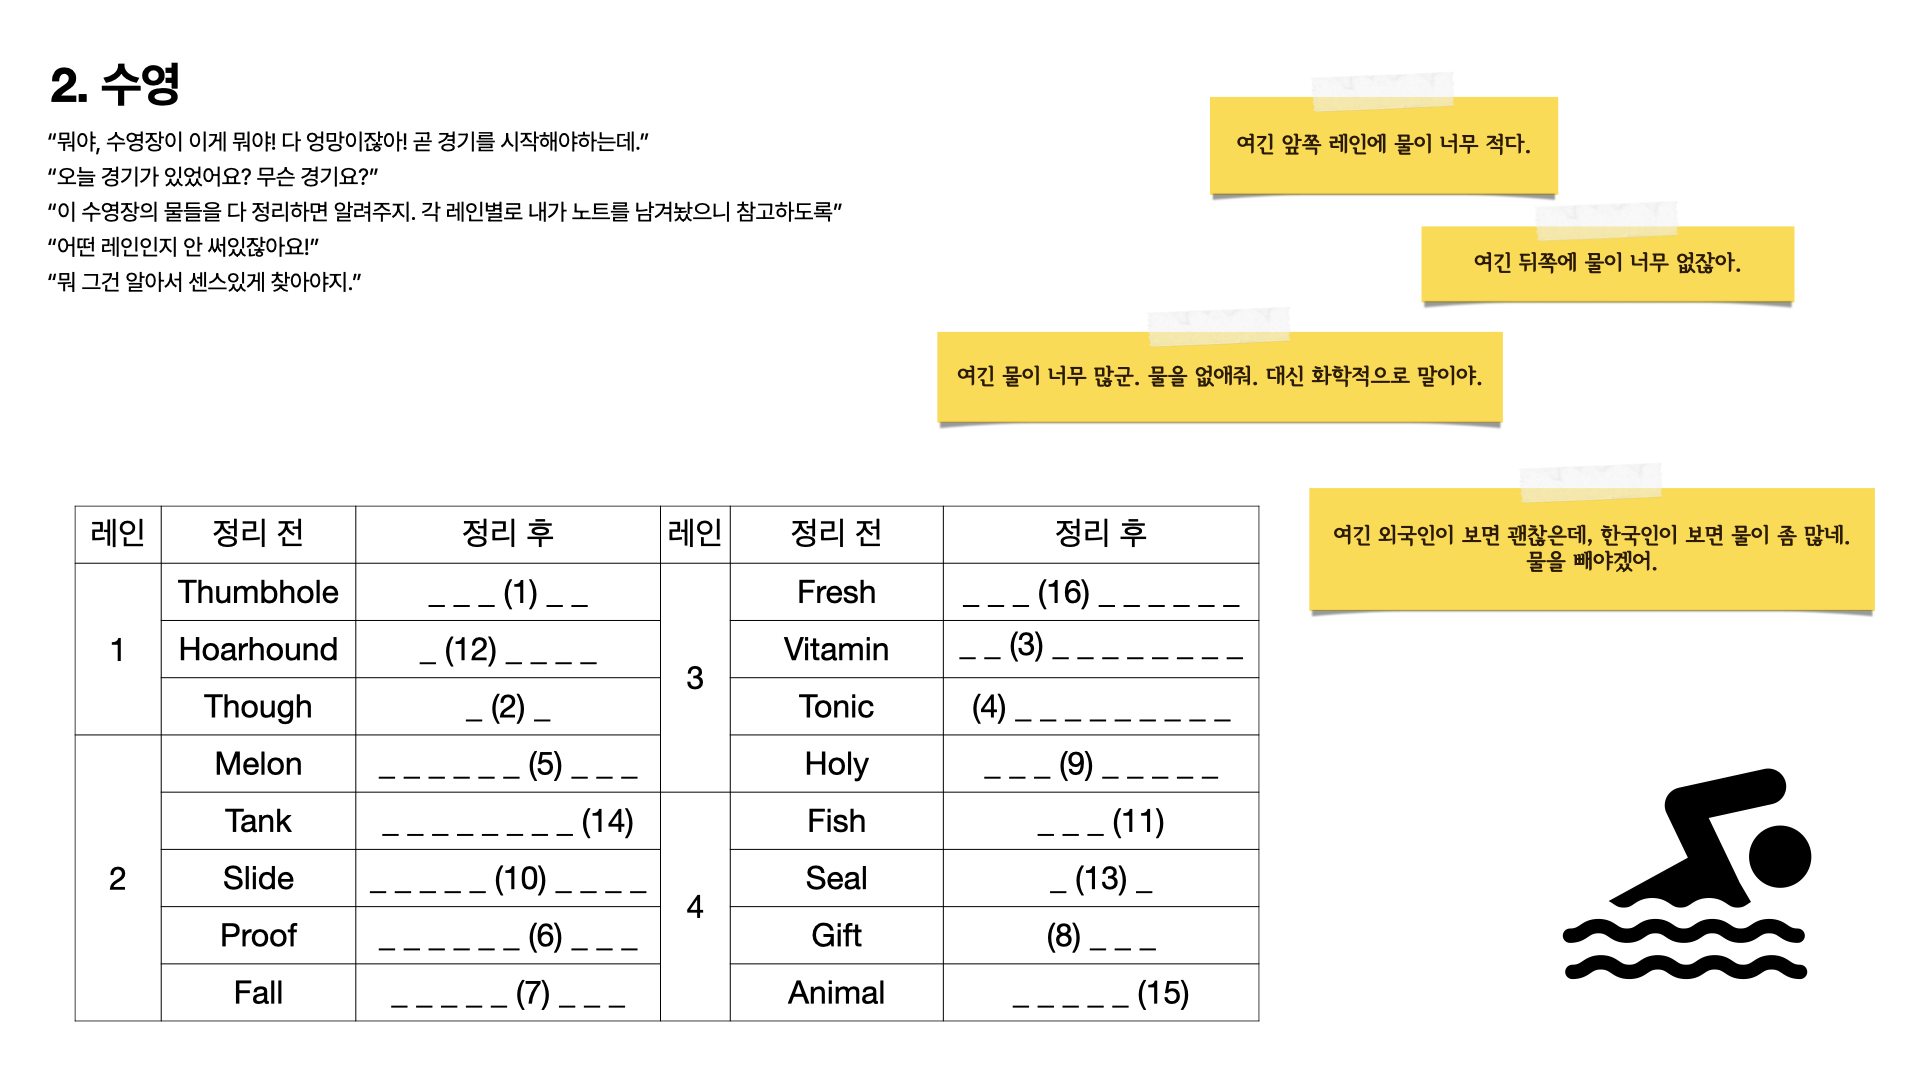 2. 수영
“뭐야, 수영장이 이게 뭐야! 다 엉망이잖아! 곧 경기를 시작해야하는데.”
“오늘 경기가 있었어요? 무슨 경기요?”
“이 수영장의 물들을 다 정리하면 알려주지. 각 레인별로 내가 노트를 남겨놨으니 참고하도록”
“어떤 레인인지 안 써있잖아요!”
“뭐 그건 알아서 센스있게 찾아야지.”
여긴 앞쪽 레인에 물이 너무 적다.
여긴 뒤쪽에 물이 너무 없잖아.
여긴 물이 너무 많군. 물을 없애줘. 대신 화학적으로 말이야.
여긴 외국인이 보면 괜찮은데, 한국인이 보면 물이 좀 많네.
물을 빼야겠어.
레인 정리 전 정리 후 레인 정리 전 정리 후
1 Thumbhole _ _ _ (1) _ _
Hoarhound _ (12) _ _ _ _
Though _ (2) _
2 Melon _ _ _ _ _ _ (5) _ _ _
Tank _ _ _ _ _ _ _ _ (14)
Slide _ _ _ _ _ (10) _ _ _ _
Proof _ _ _ _ _ _ (6) _ _ _
Fall _ _ _ _ _ (7) _ _ _
3 Fresh _ _ _ (16) _ _ _ _ _ _
Vitamin _ _ (3) _ _ _ _ _ _ _ _
Tonic (4) _ _ _ _ _ _ _ _ _
Holy _ _ _ (9) _ _ _ _ _
4 Fish _ _ _ (11)
Seal _ (13) _
Gift (8) _ _ _
Animal _ _ _ _ _ (15)